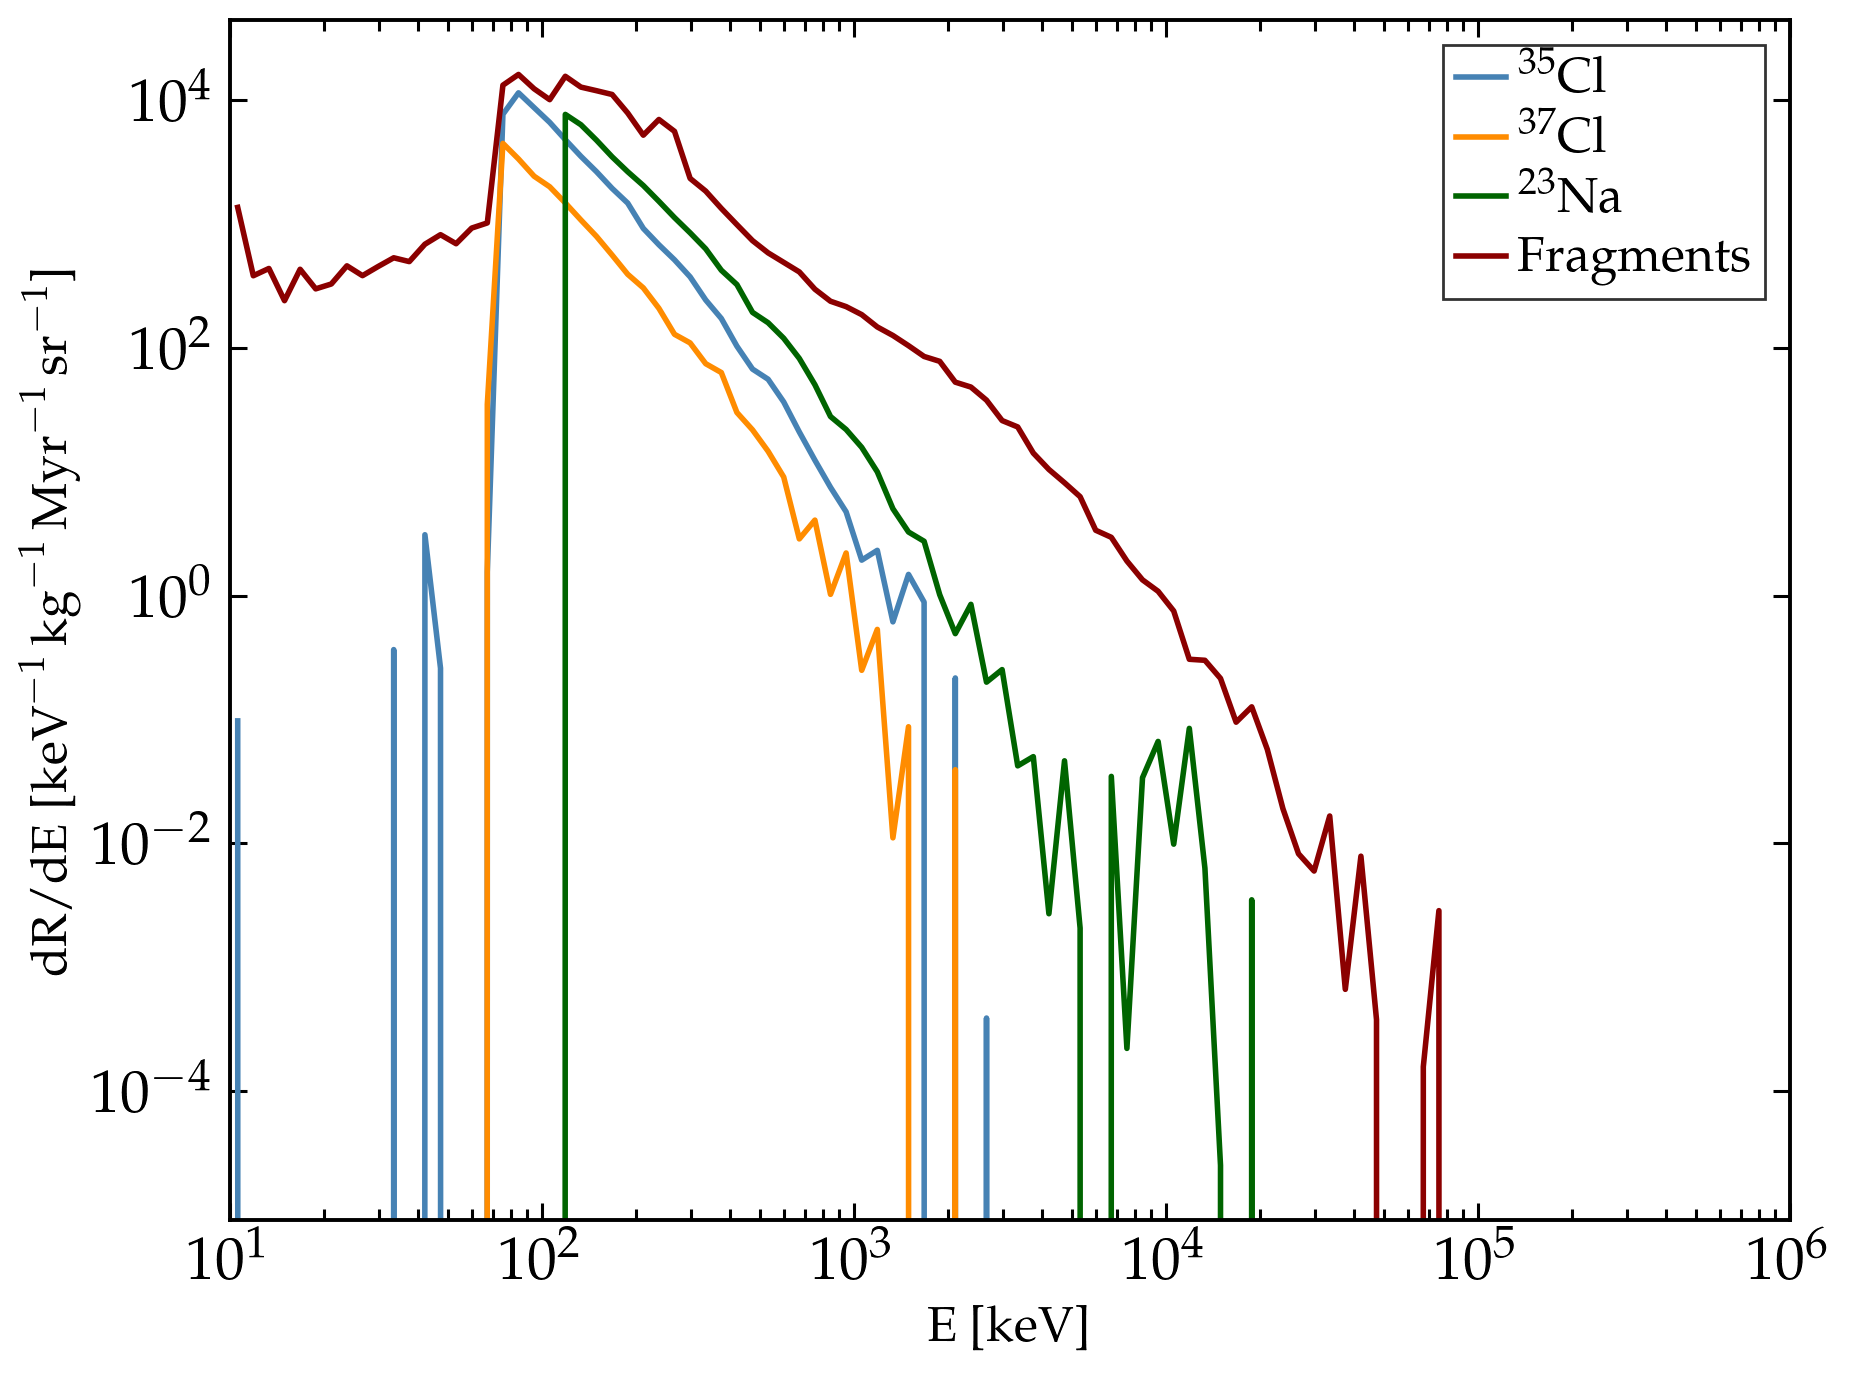 dR/dE [keV⁻¹ kg⁻¹ Myr⁻¹ sr⁻¹]
10⁴
10²
10⁰
10⁻²
10⁻⁴
³⁵Cl
³⁷Cl
²³Na
Fragments
10¹ 10² 10³ 10⁴ 10⁵ 10⁶
E [keV]